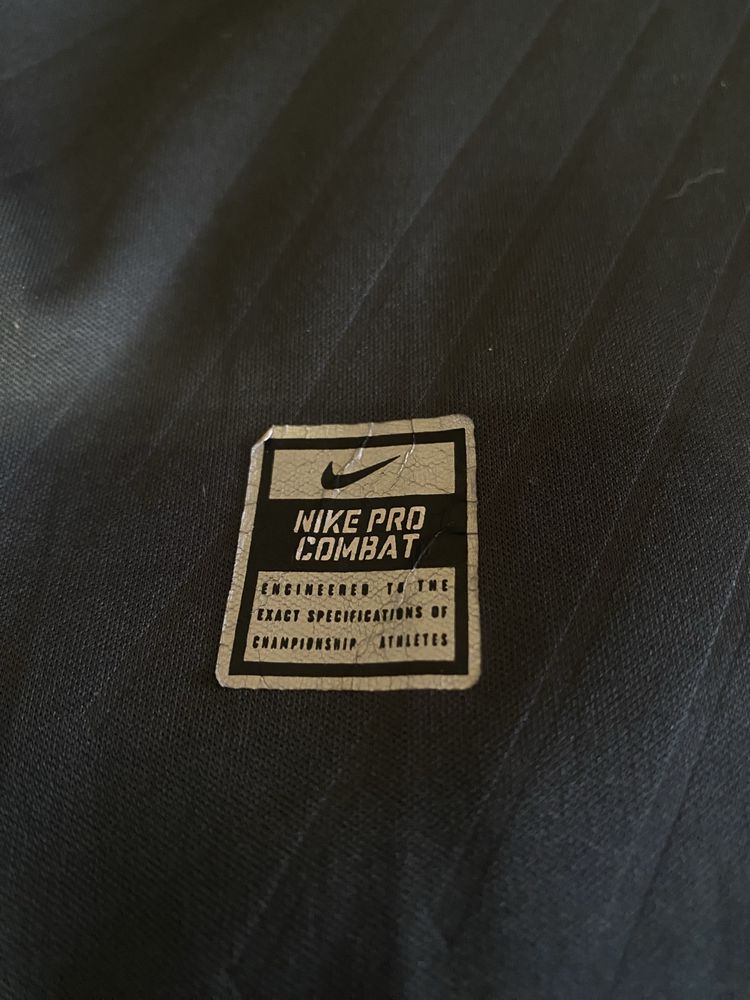 NIKE PRO
COMBAT
ENGINEERED TO THE
EXACT SPECIFICATIONS OF
CHAMPIONSHIP ATHLETES